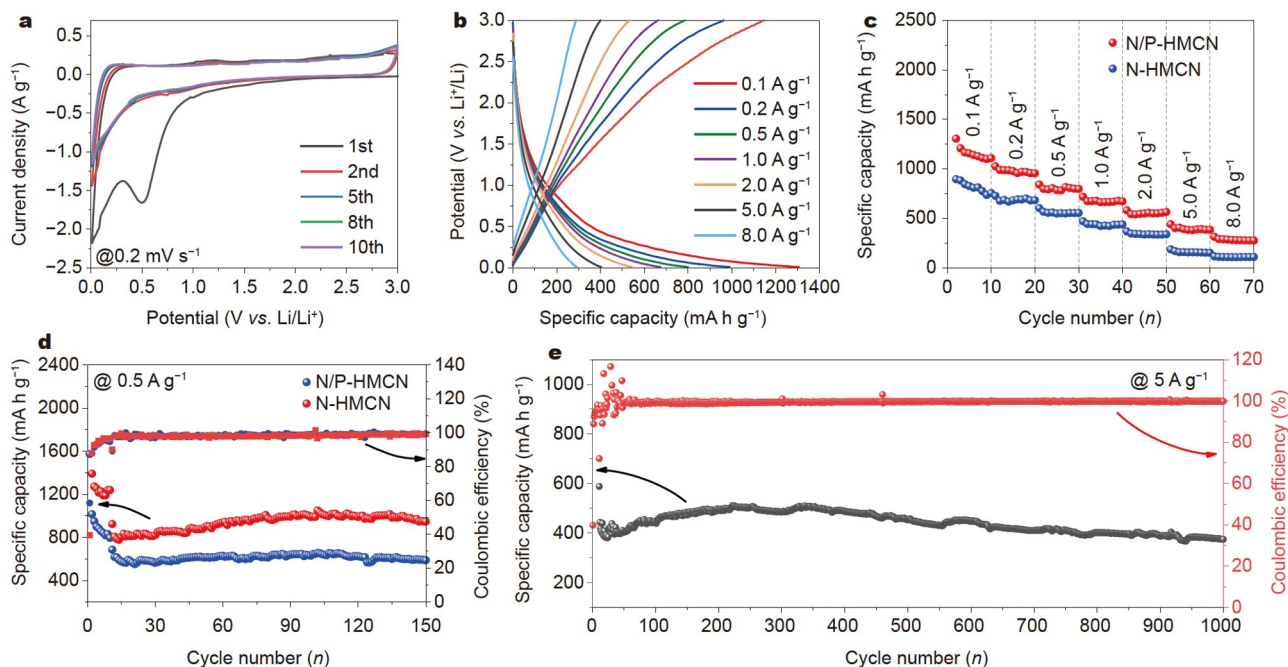 a
0.5
0.0
−0.5
−1.0
−1.5
−2.0
−2.5
Current density (A g⁻¹)
1st
2nd
5th
8th
10th
@0.2 mV s⁻¹
0.0 0.5 1.0 1.5 2.0 2.5 3.0
Potential (V vs. Li/Li⁺)
b
3.0
2.5
2.0
1.5
1.0
0.5
0.0
Potential (V vs. Li⁺/Li)
0.1 A g⁻¹
0.2 A g⁻¹
0.5 A g⁻¹
1.0 A g⁻¹
2.0 A g⁻¹
5.0 A g⁻¹
8.0 A g⁻¹
0 200 400 600 800 1000 1200 1400
Specific capacity (mA h g⁻¹)
c
2500
2000
1500
1000
500
0
Specific capacity (mA h g⁻¹)
N/P-HMCN
N-HMCN
0.1 A g⁻¹
0.2 A g⁻¹
0.5 A g⁻¹
1.0 A g⁻¹
2.0 A g⁻¹
5.0 A g⁻¹
8.0 A g⁻¹
0 10 20 30 40 50 60 70
Cycle number (n)
d
2400
2200
1800
1600
1200
800
600
Specific capacity (mA h g⁻¹)
@ 0.5 A g⁻¹
N/P-HMCN
N-HMCN
140
120
100
80
60
40
20
0
Coulombic efficiency (%)
0 30 60 90 120 150
Cycle number (n)
e
1000
900
800
600
500
400
200
Specific capacity (mA h g⁻¹)
@ 5 A g⁻¹
120
100
80
60
40
20
0
Coulombic efficiency (%)
0 100 200 300 400 500 600 700 800 900 1000
Cycle number (n)